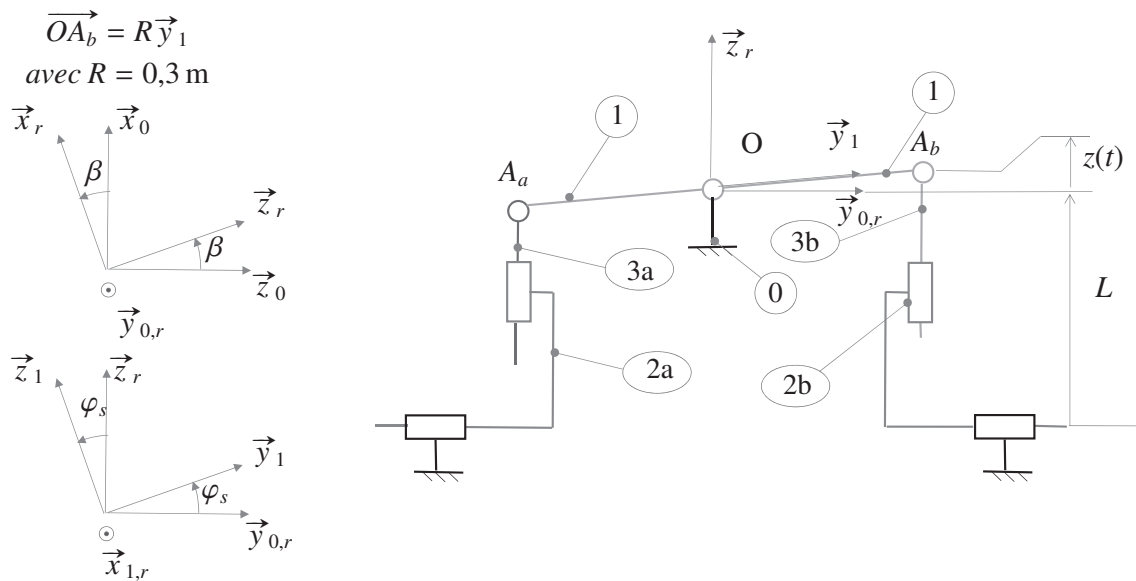 OA_b = R y_1
avec R = 0,3 m
x_r
x_0
β
z_r
β
z_0
y_0,r
z_1
z_r
φ_s
y_1
φ_s
y_0,r
x_1,r
z_r
1
1
O
y_1
A_b
z(t)
A_a
y_0,r
3b
3a
0
L
2a
2b